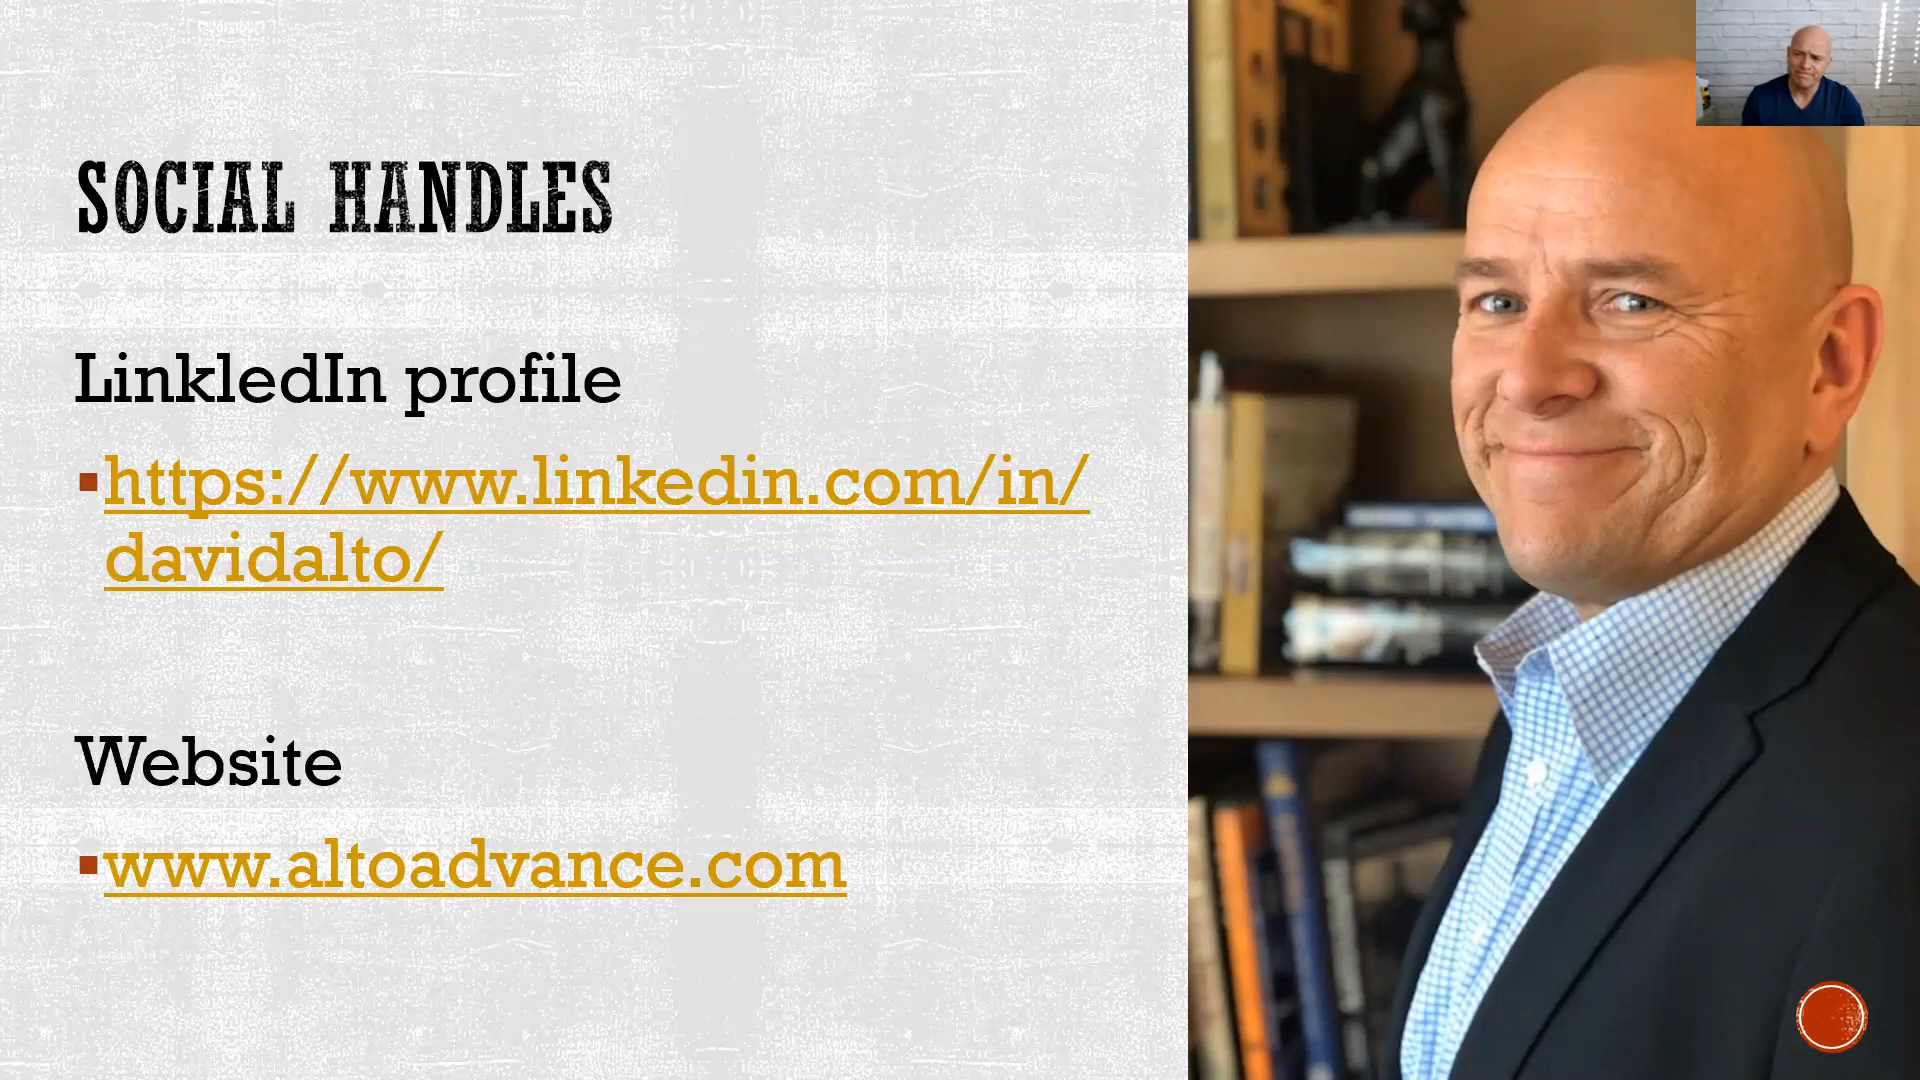 SOCIAL HANDLES
LinkledIn profile
https://www.linkedin.com/in/
davidalto/
Website
www.altoadvance.com